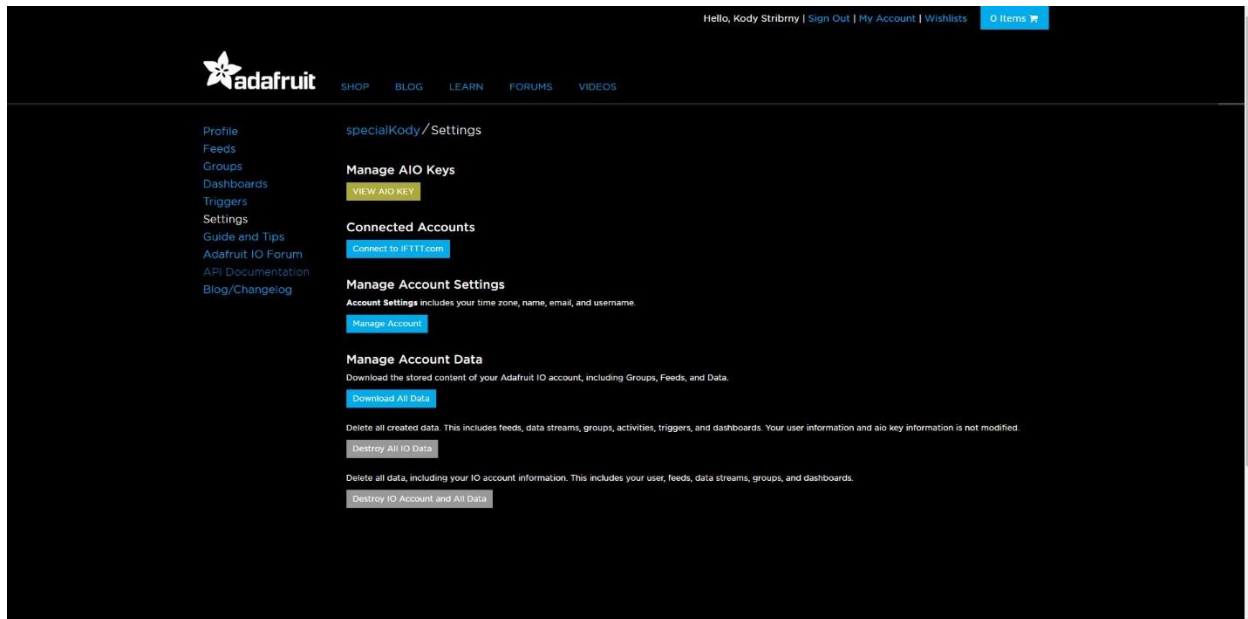 Hello, Kody Stribrny | Sign Out | My Account | Wishlists
0 Items
adafruit
SHOP BLOG LEARN FORUMS VIDEOS
Profile
Feeds
Groups
Dashboards
Triggers
Settings
Guide and Tips
Adafruit IO Forum
API Documentation
Blog/Changelog
specialKody/Settings
Manage AIO Keys
VIEW AIO KEY
Connected Accounts
Connect to IFTTT.com
Manage Account Settings
Account Settings includes your time zone, name, email, and username.
Manage Account
Manage Account Data
Download the stored content of your Adafruit IO account, including Groups, Feeds, and Data.
Download All Data
Delete all created data. This includes feeds, data streams, groups, activities, triggers, and dashboards. Your user information and aio key information is not modified.
Destroy All IO Data
Delete all data, including your IO account information. This includes your user, feeds, data streams, groups, and dashboards.
Destroy IO Account and All Data